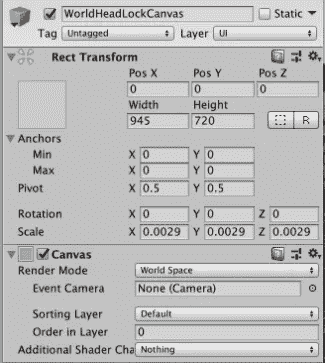 WorldHeadLockCanvas Static
Tag Untagged Layer UI
Rect Transform
Pos X Pos Y Pos Z
0 0 0
Width Height
945 720 R
Anchors
Min X 0 Y 0
Max X 0 Y 0
Pivot X 0.5 Y 0.5
Rotation X 0 Y 0 Z 0
Scale X 0.0029 Y 0.0029 Z 0.0029
Canvas
Render Mode World Space
Event Camera None (Camera)
Sorting Layer Default
Order in Layer 0
Additional Shader Cha Nothing